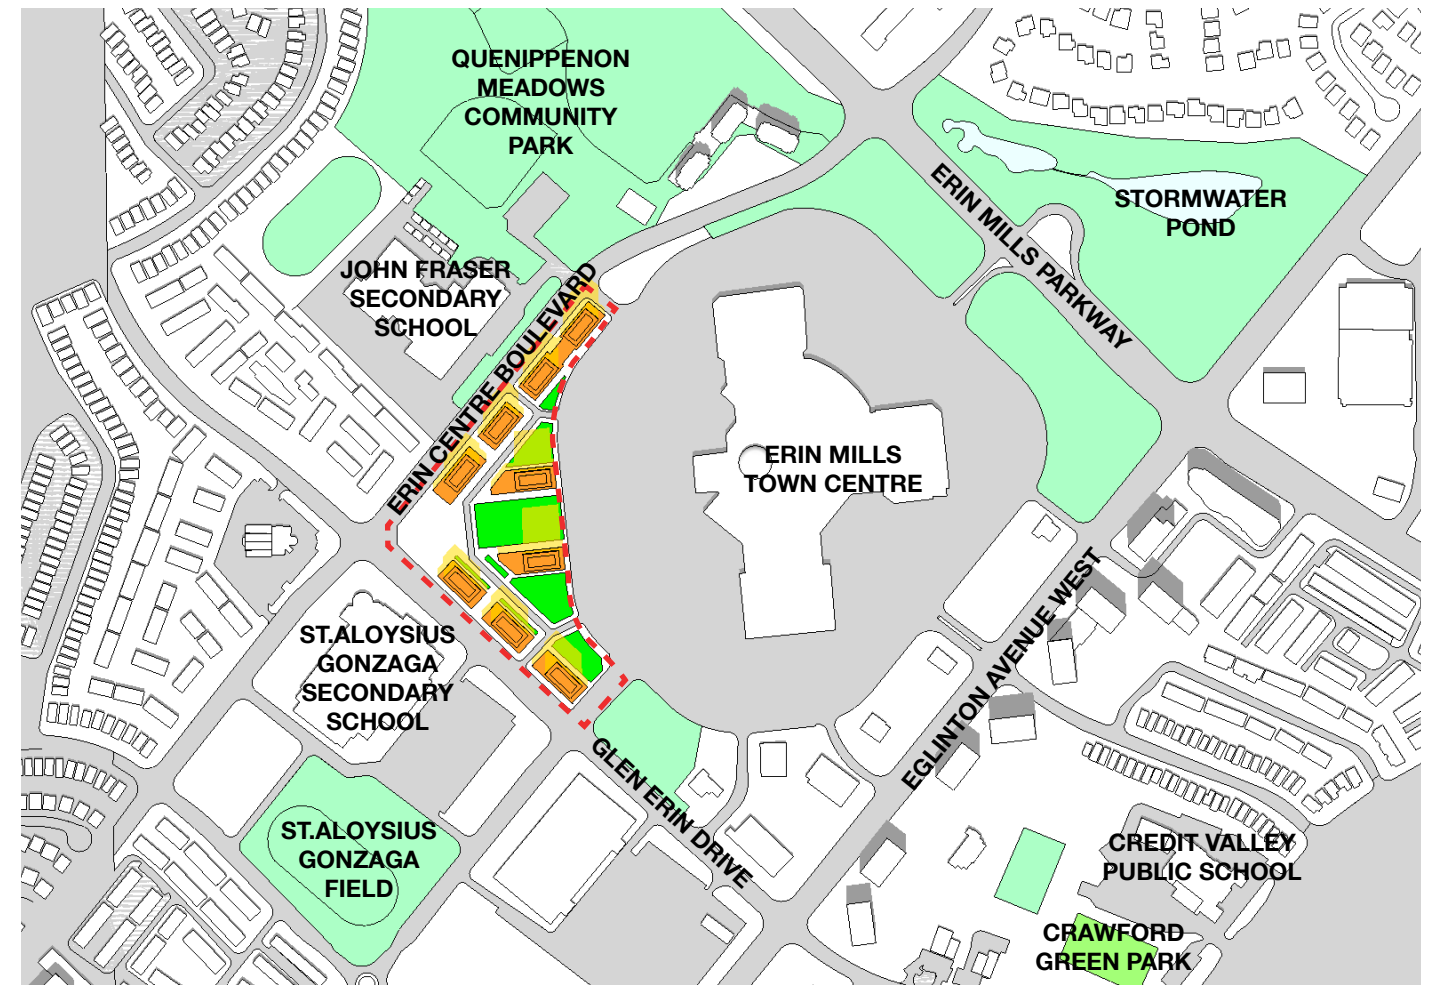 QUENIPPENON
MEADOWS
COMMUNITY
PARK
ERIN MILLS PARKWAY
STORMWATER
POND
JOHN FRASER
SECONDARY
SCHOOL
ERIN CENTRE BOULEVARD
ERIN MILLS
TOWN CENTRE
EGLINTON AVENUE WEST
ST.ALOYSIUS
GONZAGA
SECONDARY
SCHOOL
GLEN ERIN DRIVE
ST.ALOYSIUS
GONZAGA
FIELD
CREDIT VALLEY
PUBLIC SCHOOL
CRAWFORD
GREEN PARK